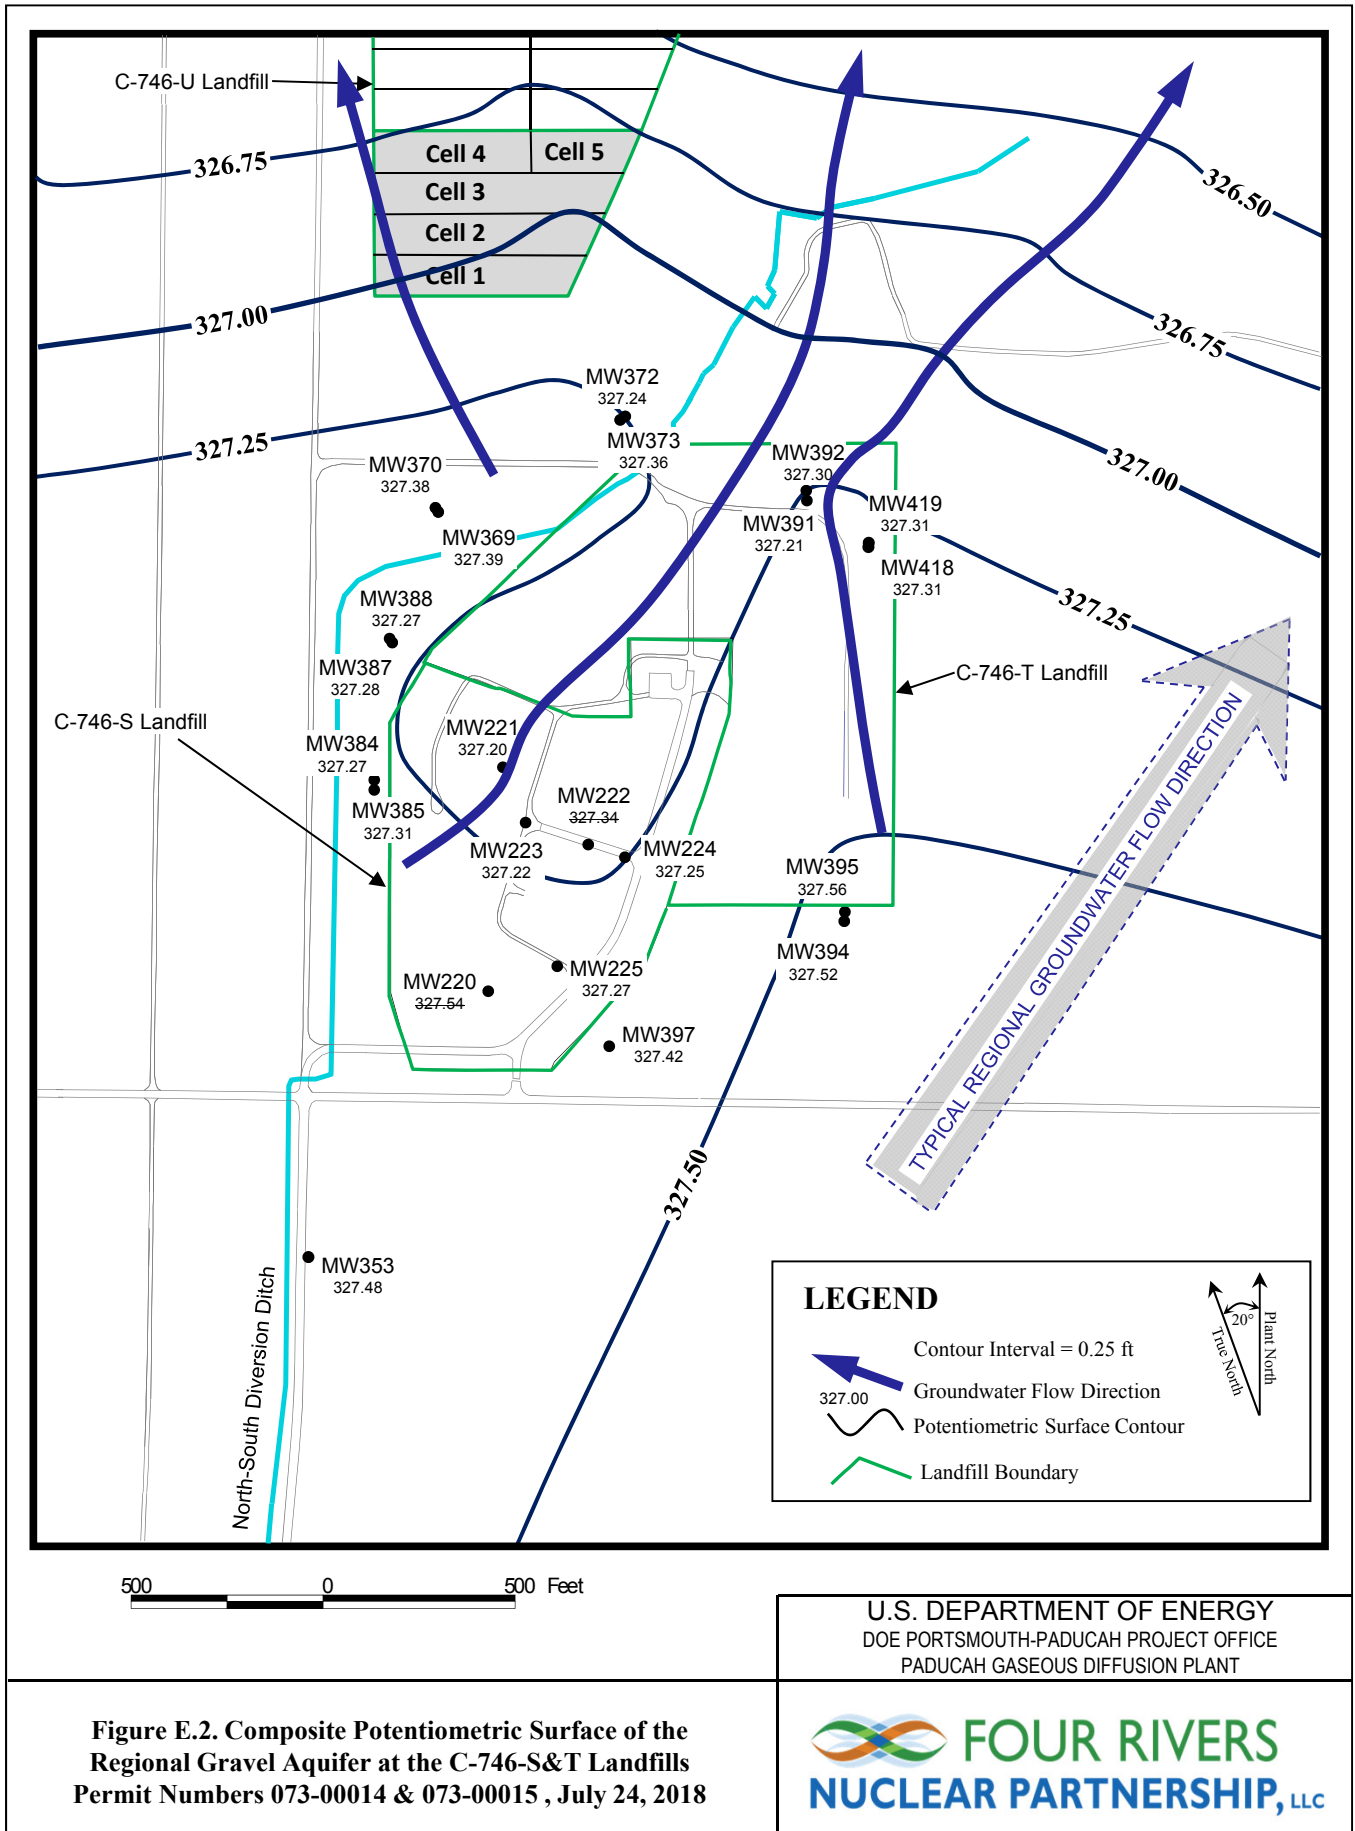 C-746-U Landfill
Cell 4
Cell 5
Cell 3
Cell 2
Cell 1
326.75
326.50
327.00
326.75
327.25
327.00
327.25
MW372
327.24
MW373
327.36
MW370
327.38
MW369
327.39
MW392
327.30
MW391
327.21
MW419
327.31
MW418
327.31
MW388
327.27
MW387
327.28
C-746-T Landfill
C-746-S Landfill
MW221
327.20
MW384
327.27
MW385
327.31
MW222
327.34
MW223
327.22
MW224
327.25
MW395
327.56
MW394
327.52
MW220
327.54
MW225
327.27
MW397
327.42
327.50
MW353
327.48
TYPICAL REGIONAL GROUNDWATER FLOW DIRECTION
North-South Diversion Ditch
LEGEND
Contour Interval = 0.25 ft
Groundwater Flow Direction
327.00
Potentiometric Surface Contour
Landfill Boundary
20°
True North
Plant North
500 0 500 Feet
U.S. DEPARTMENT OF ENERGY
DOE PORTSMOUTH-PADUCAH PROJECT OFFICE
PADUCAH GASEOUS DIFFUSION PLANT
Figure E.2. Composite Potentiometric Surface of the
Regional Gravel Aquifer at the C-746-S&T Landfills
Permit Numbers 073-00014 & 073-00015 , July 24, 2018
FOUR RIVERS
NUCLEAR PARTNERSHIP, LLC